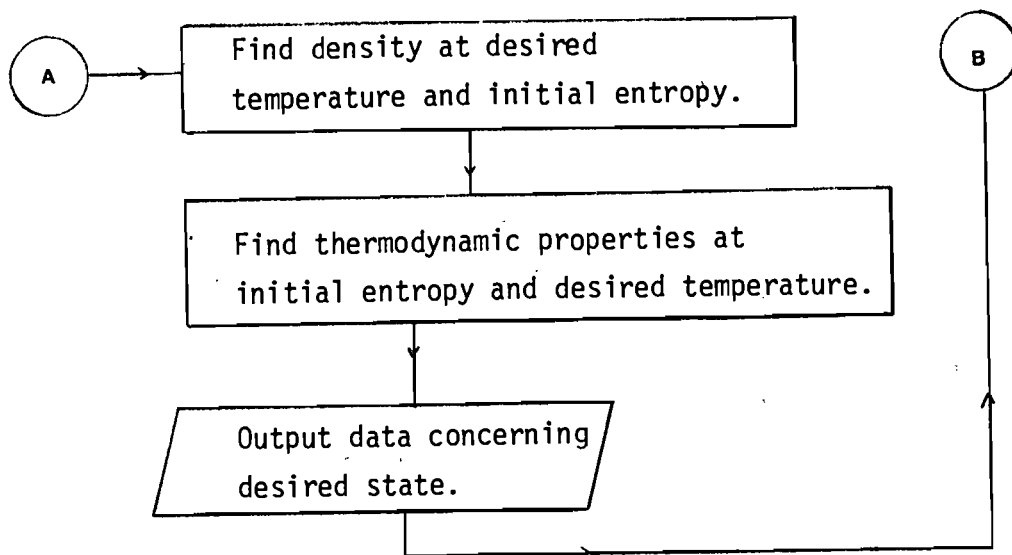 A
Find density at desired
temperature and initial entropy.
B
Find thermodynamic properties at
initial entropy and desired temperature.
Output data concerning
desired state.